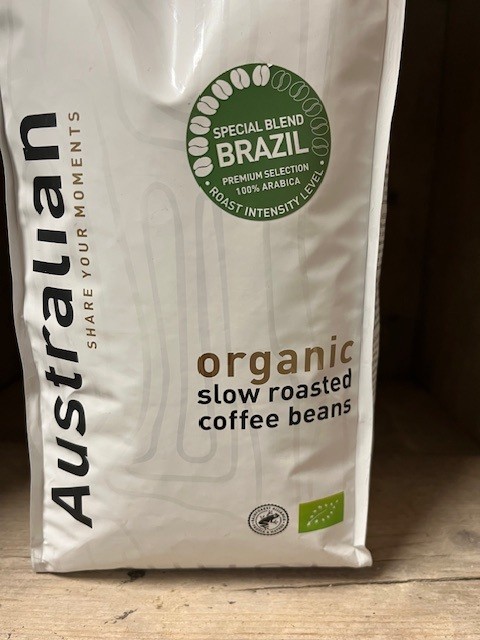 Australian
SHARE YOUR MOMENTS
SPECIAL BLEND
BRAZIL
PREMIUM SELECTION
100% ARABICA
• ROAST INTENSITY LEVEL •
organic
slow roasted
coffee beans